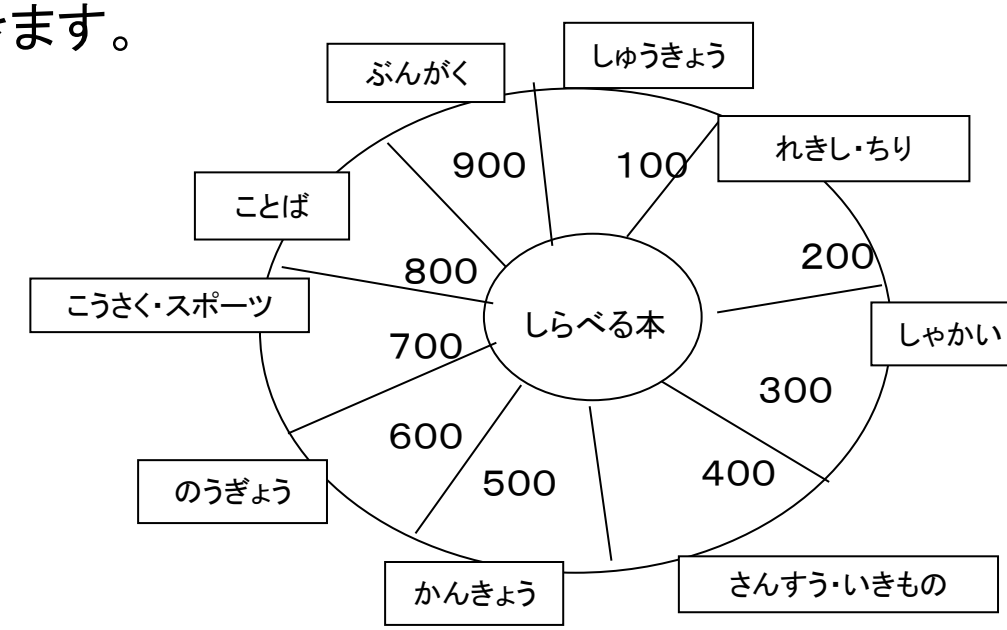 きます。
しゅうきょう
ぶんがく
れきし・ちり
900
100
ことば
200
800
こうさく・スポーツ
しらべる本
しゃかい
700
300
600
400
500
のうぎょう
かんきょう
さんすう・いきもの